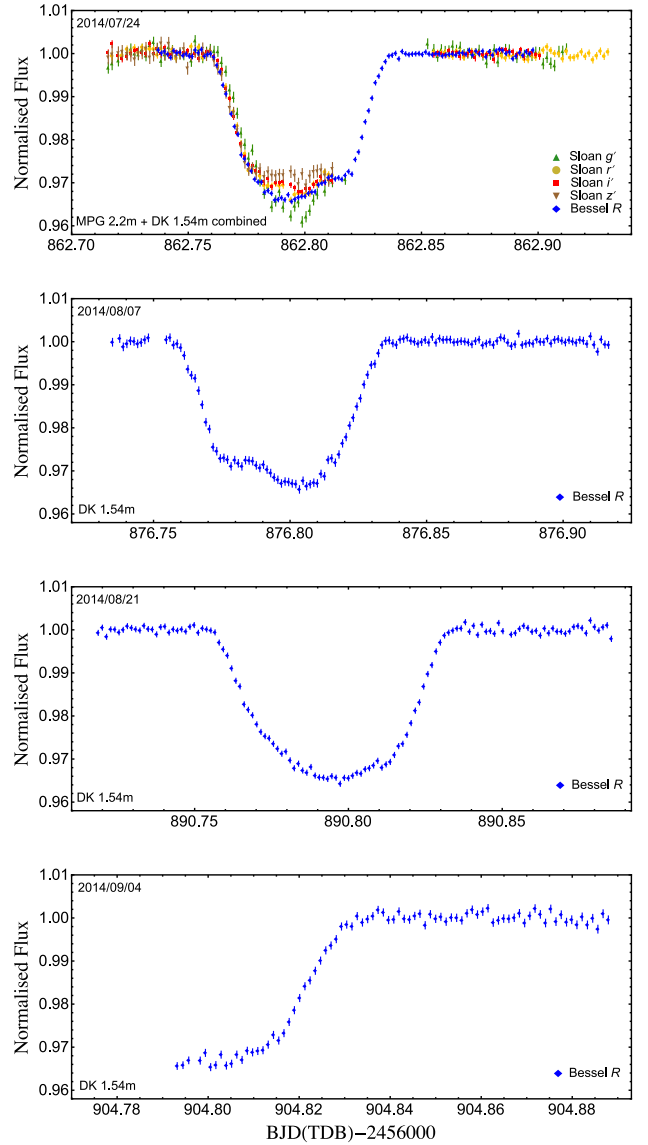 2014/07/24
1.01
1.00
0.99
0.98
0.97
0.96
Normalised Flux
Sloan g′
Sloan r′
Sloan i′
Sloan z′
Bessel R
MPG 2.2m + DK 1.54m combined
862.70 862.75 862.80 862.85 862.90
2014/08/07
1.01
1.00
0.99
0.98
0.97
0.96
Normalised Flux
Bessel R
DK 1.54m
876.75 876.80 876.85 876.90
2014/08/21
1.01
1.00
0.99
0.98
0.97
0.96
Normalised Flux
Bessel R
DK 1.54m
890.75 890.80 890.85
2014/09/04
1.01
1.00
0.99
0.98
0.97
0.96
Normalised Flux
Bessel R
DK 1.54m
904.78 904.80 904.82 904.84 904.86 904.88
BJD(TDB)−2456000